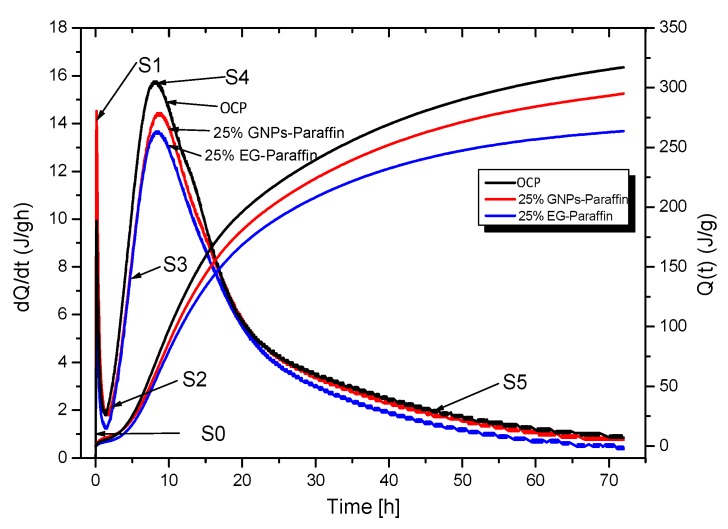 18
16
14
12
10
8
6
4
2
0
dQ/dt (J/gh)
350
300
250
200
150
100
50
0
Q(t) (J/g)
S1
S4
OCP
25% GNPs-Paraffin
25% EG-Paraffin
OCP
25% GNPs-Paraffin
25% EG-Paraffin
S3
S2
S5
S0
0 10 20 30 40 50 60 70 80
Time [h]